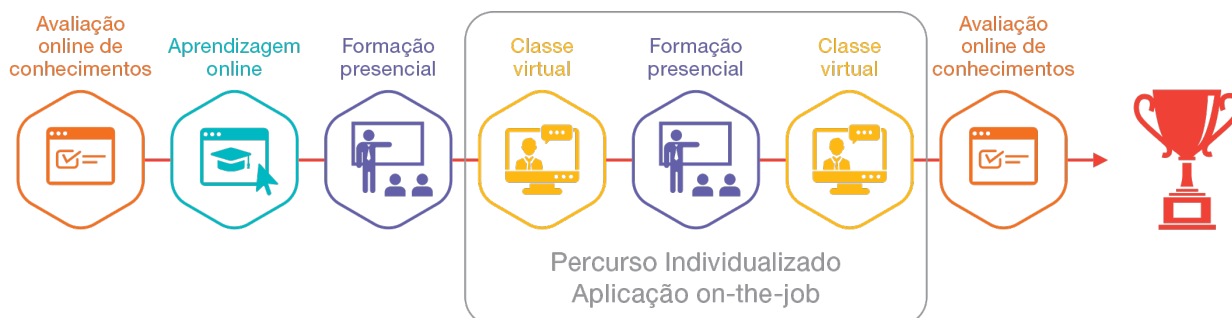 Avaliação
online de
conhecimentos
Aprendizagem
online
Formação
presencial
Classe
virtual
Formação
presencial
Classe
virtual
Avaliação
online de
conhecimentos
Percurso Individualizado
Aplicação on-the-job